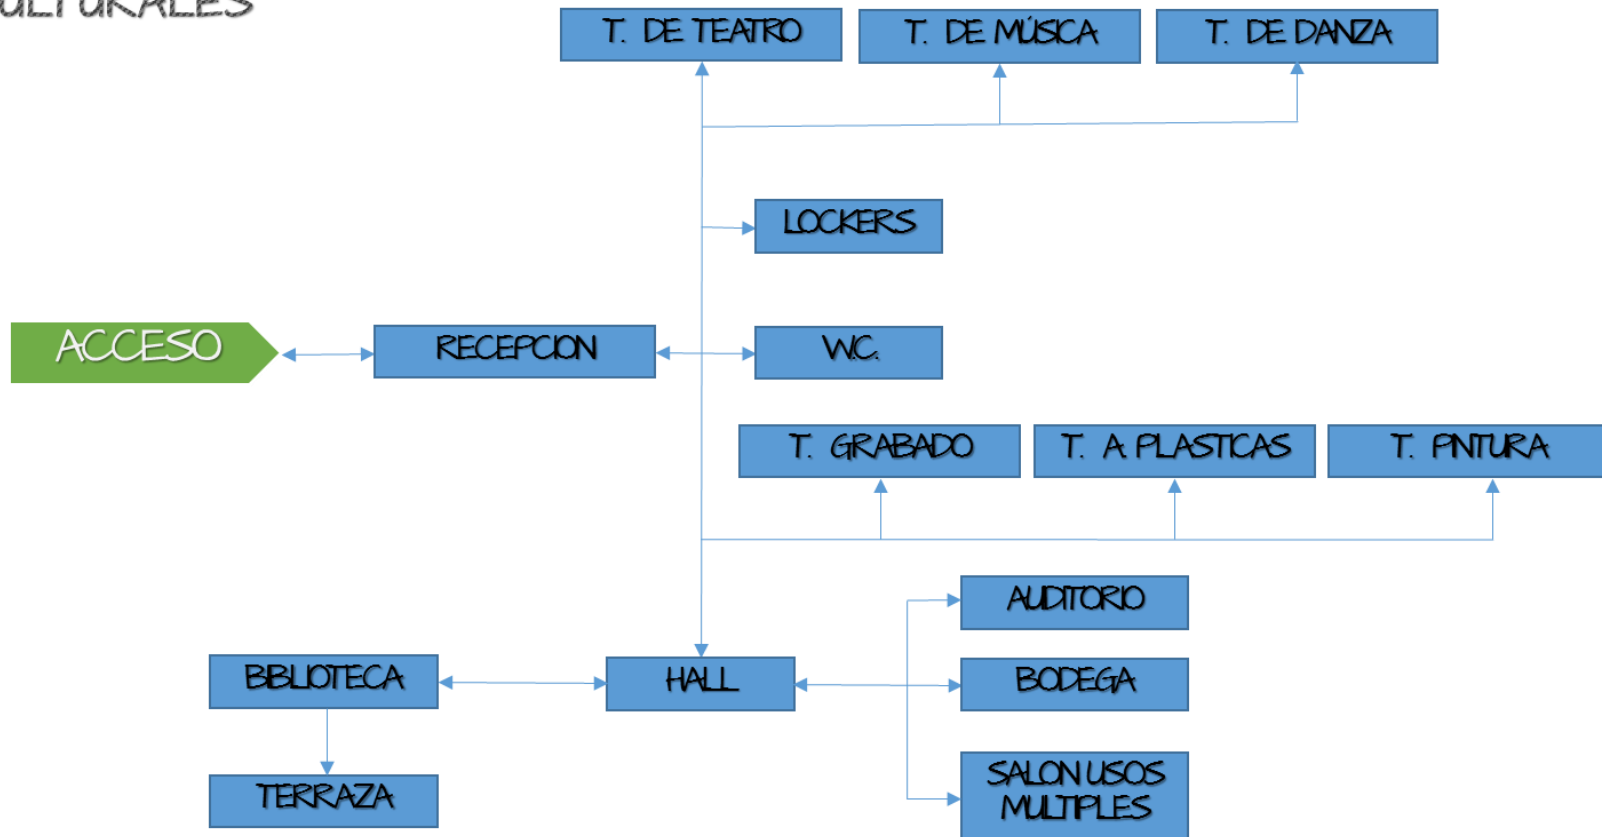 T. DE TEATRO
T. DE MÚSICA
T. DE DANZA
LOCKERS
ACCESO
RECEPCION
W.C.
T. GRABADO
T. A. PLASTICAS
T. PINTURA
AUDITORIO
BIBLIOTECA
HALL
BODEGA
TERRAZA
SALON USOS
MULTIPLES